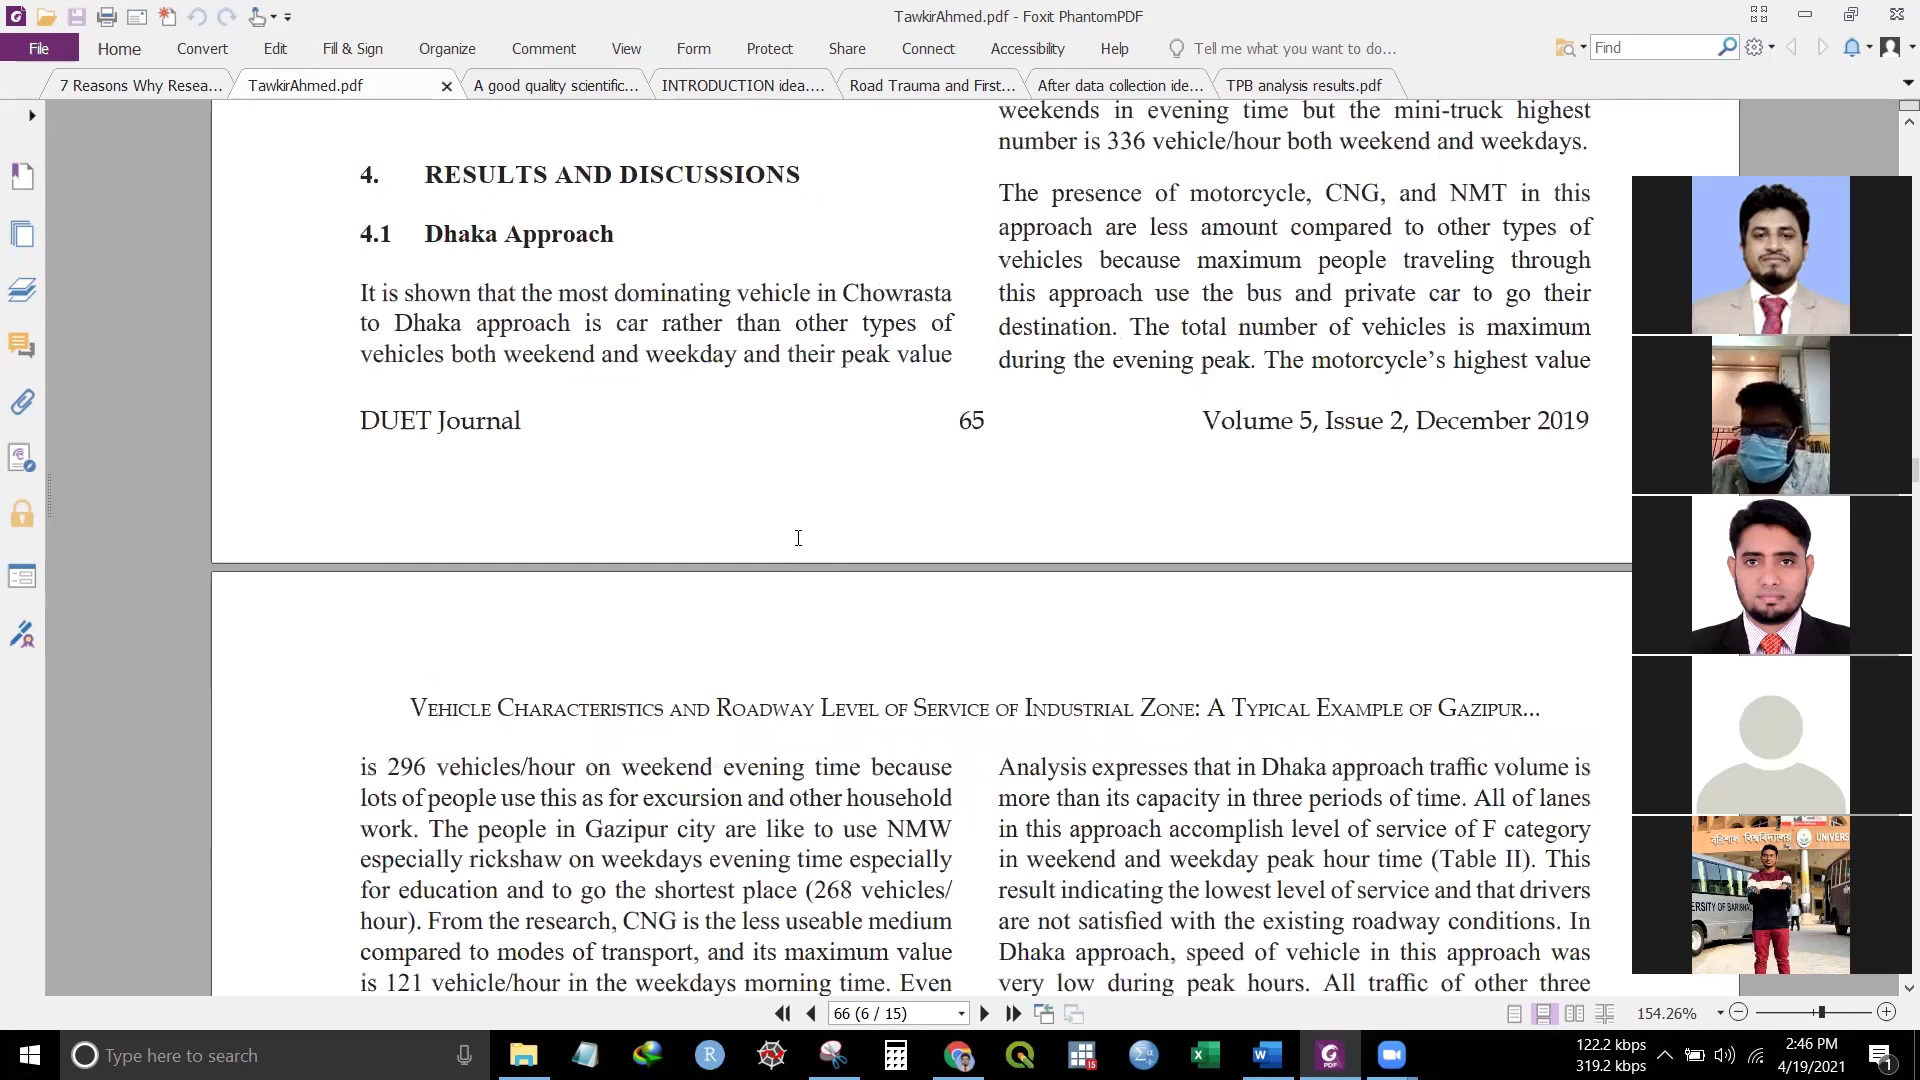 TawkirAhmed.pdf - Foxit PhantomPDF
File Home Convert Edit Fill & Sign Organize Comment View Form Protect Share Connect Accessibility Help Tell me what you want to do... Find
7 Reasons Why Resea... TawkirAhmed.pdf A good quality scientific... INTRODUCTION idea.... Road Trauma and First... After data collection ide... TPB analysis results.pdf
4. RESULTS AND DISCUSSIONS
4.1 Dhaka Approach
It is shown that the most dominating vehicle in Chowrasta
to Dhaka approach is car rather than other types of
vehicles both weekend and weekday and their peak value
weekends in evening time but the mini-truck highest
number is 336 vehicle/hour both weekend and weekdays.
The presence of motorcycle, CNG, and NMT in this
approach are less amount compared to other types of
vehicles because maximum people traveling through
this approach use the bus and private car to go their
destination. The total number of vehicles is maximum
during the evening peak. The motorcycle's highest value
DUET Journal 65 Volume 5, Issue 2, December 2019
VEHICLE CHARACTERISTICS AND ROADWAY LEVEL OF SERVICE OF INDUSTRIAL ZONE: A TYPICAL EXAMPLE OF GAZIPUR...
is 296 vehicles/hour on weekend evening time because
lots of people use this as for excursion and other household
work. The people in Gazipur city are like to use NMW
especially rickshaw on weekdays evening time especially
for education and to go the shortest place (268 vehicles/
hour). From the research, CNG is the less useable medium
compared to modes of transport, and its maximum value
is 121 vehicle/hour in the weekdays morning time. Even
Analysis expresses that in Dhaka approach traffic volume is
more than its capacity in three periods of time. All of lanes
in this approach accomplish level of service of F category
in weekend and weekday peak hour time (Table II). This
result indicating the lowest level of service and that drivers
are not satisfied with the existing roadway conditions. In
Dhaka approach, speed of vehicle in this approach was
very low during peak hours. All traffic of other three
66 (6 / 15)
154.26%
Type here to search
122.2 kbps
319.2 kbps
2:46 PM
4/19/2021
1